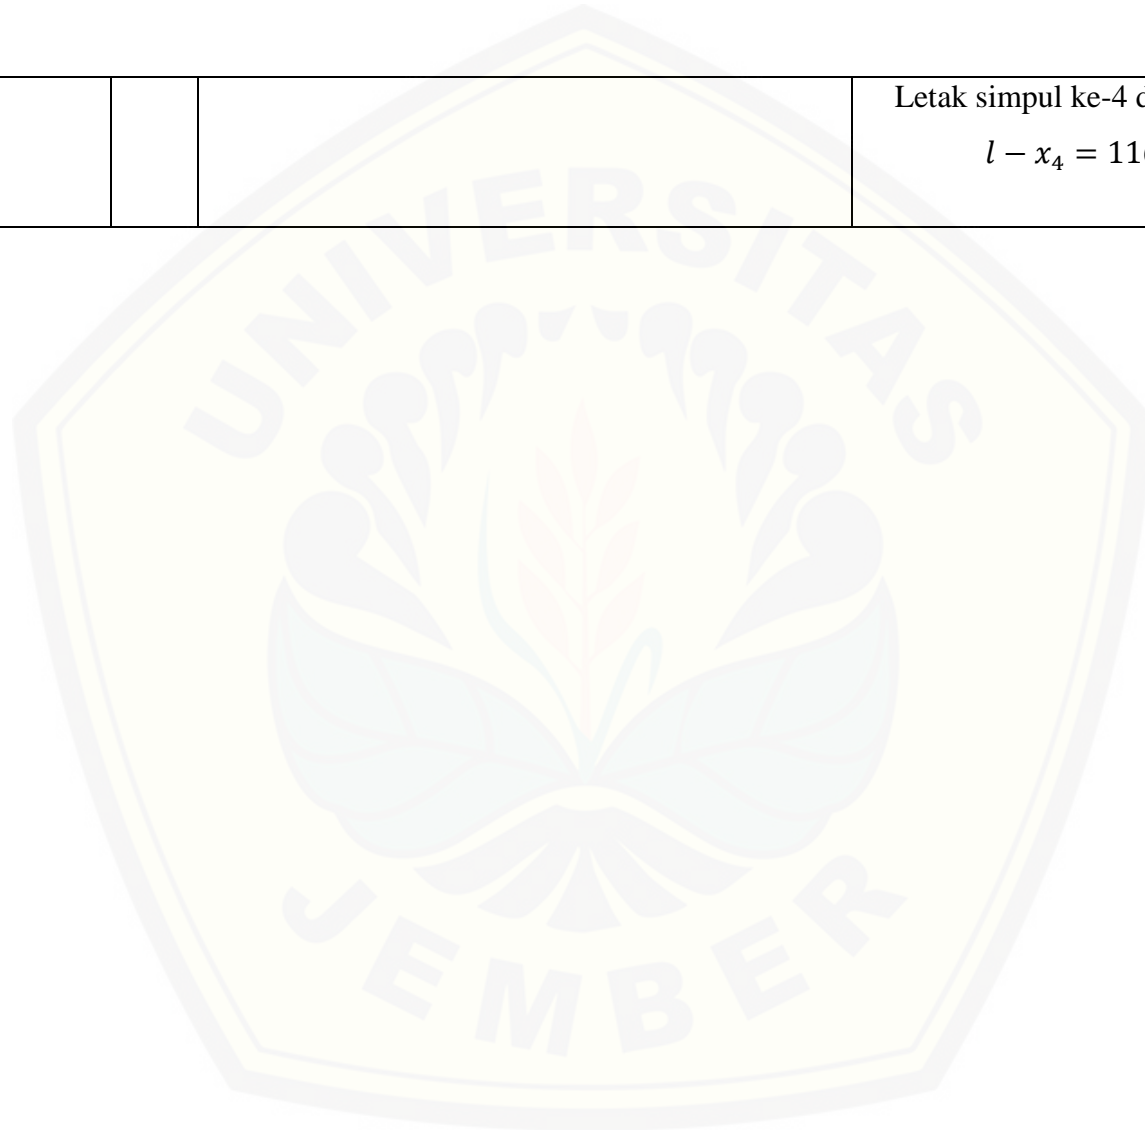 Letak simpul ke-4
l − x₄ = 11
UNIVERSITAS
JEMBER